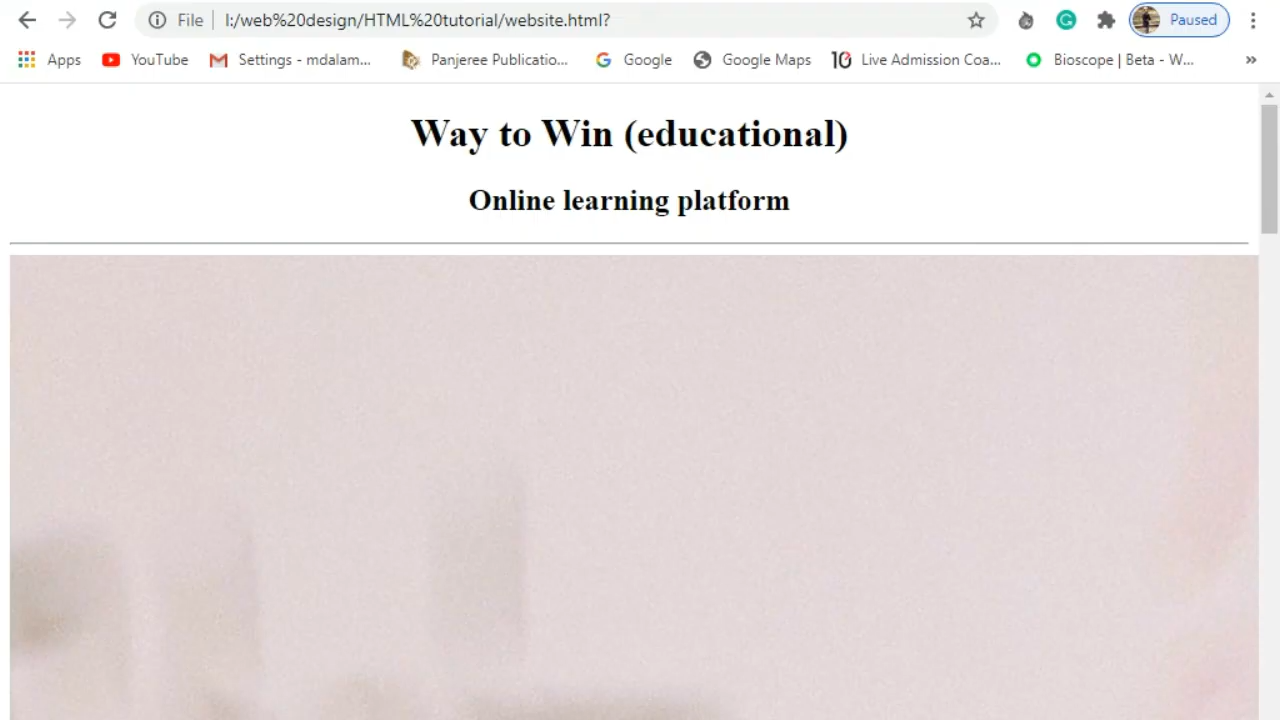 File I:/web%20design/HTML%20tutorial/website.html?
Paused
Apps YouTube Settings - mdalam... Panjeree Publicatio... Google Google Maps Live Admission Coa... Bioscope | Beta - W... »
Way to Win (educational)
Online learning platform